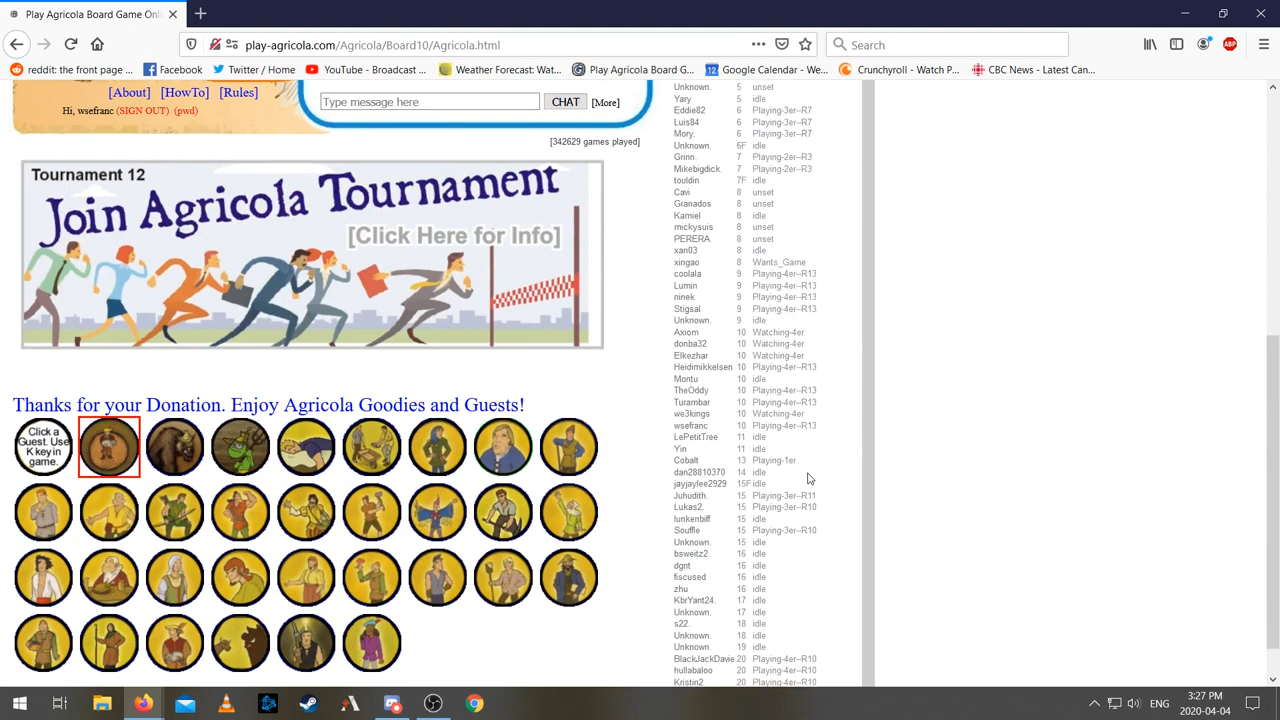 Play Agricola Board Game Onli
play-agricola.com/Agricola/Board10/Agricola.html
Search
reddit: the front page ...
Facebook
Twitter / Home
YouTube - Broadcast ...
Weather Forecast: Wat...
Play Agricola Board G...
Google Calendar - We...
Crunchyroll - Watch P...
CBC News - Latest Can...
[About] [HowTo] [Rules]
Hi, wsefranc (SIGN OUT) (pwd)
Type message here
CHAT
[More]
[342629 games played]
Tournament 12
Join Agricola Tournament
[Click Here for Info]
Thanks for your Donation. Enjoy Agricola Goodies and Guests!
Click a
Guest. Use
K key in
game.
Unknown. 5 unset
Yary 5 idle
Eddie82 6 Playing-3er--R7
Luis84 6 Playing-3er--R7
Mory. 6 Playing-3er--R7
Unknown. 6F idle
Grinn. 7 Playing-2er--R3
Mikebigdick. 7 Playing-2er--R3
touldin 7F idle
Cavi 8 unset
Granados 8 unset
Kamiel 8 idle
mickysuis 8 unset
PERERA 8 unset
xan03 8 idle
xingao 8 Wants_Game
coolala 9 Playing-4er--R13
Lumin 9 Playing-4er--R13
ninek 9 Playing-4er--R13
Stigsal 9 Playing-4er--R13
Unknown. 9 idle
Axiom 10 Watching-4er
donba32 10 Watching-4er
Elkezhar 10 Watching-4er
Heidimikkelsen 10 Playing-4er--R13
Montu 10 idle
TheOddy 10 Playing-4er--R13
Turambar 10 Playing-4er--R13
we3kings 10 Watching-4er
wsefranc 10 Playing-4er--R13
LePetitTree 11 idle
Yin 11 idle
Cobalt 13 Playing-1er
dan28810370 14 idle
jayjaylee2929 15F idle
Juhudith. 15 Playing-3er--R11
Lukas2. 15 Playing-3er--R10
lunkenbiff 15 idle
Souffle 15 Playing-3er--R10
Unknown. 15 idle
bsweitz2. 16 idle
dgnt 16 idle
fiscused 16 idle
zhu 16 idle
KbrYant24. 17 idle
Unknown. 17 idle
s22. 18 idle
Unknown. 18 idle
Unknown. 19 idle
BlackJackDavie 20 Playing-4er--R10
hullabaloo 20 Playing-4er--R10
Kristin2 20 Playing-4er--R10
ENG
3:27 PM
2020-04-04